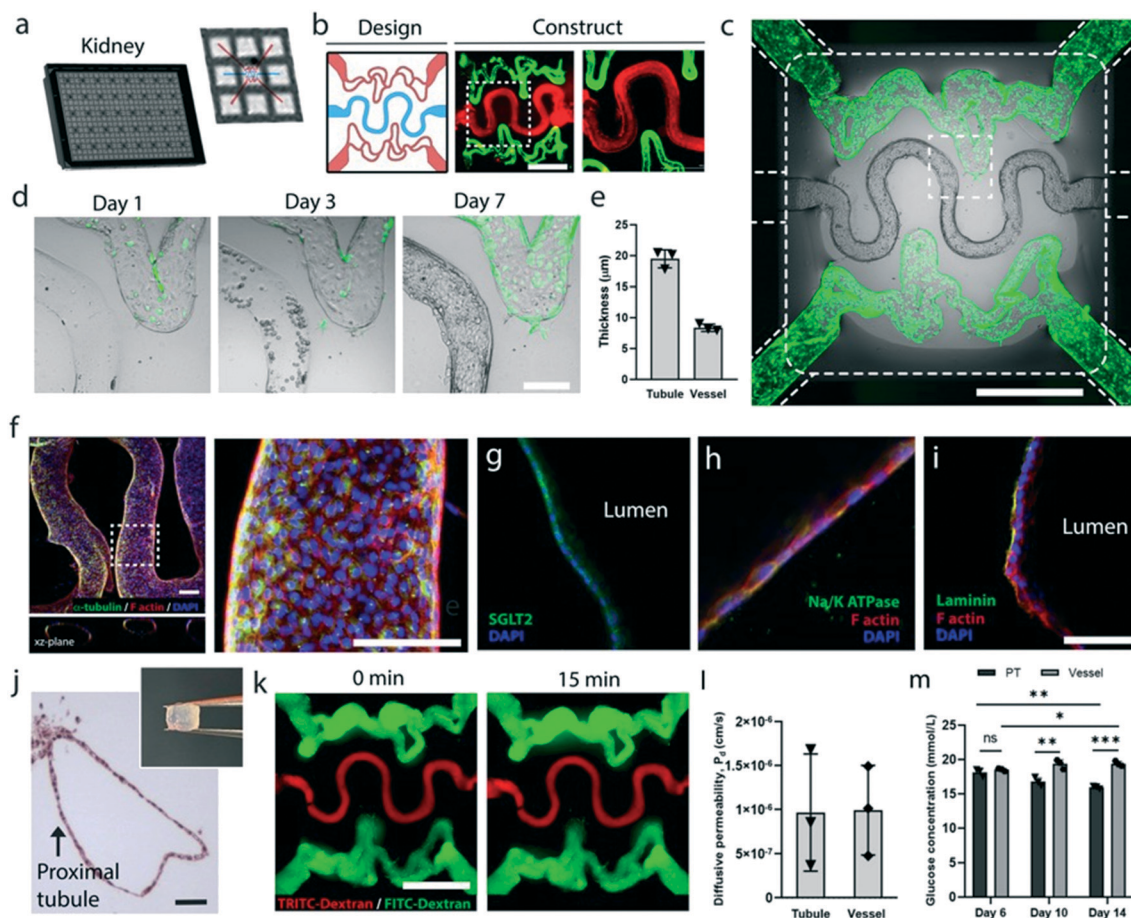 a
Kidney
b
Design
Construct
c
d
Day 1
Day 3
Day 7
e
Thickness (μm)
25
20
15
10
5
0
Tubule
Vessel
f
α-tubulin / F actin / DAPI
xz-plane
e
g
Lumen
SGLT2
DAPI
h
Na/K ATPase
F actin
DAPI
i
Lumen
Laminin
F actin
DAPI
j
Proximal
tubule
k
0 min
15 min
TRITC-Dextran / FITC-Dextran
l
Diffusive permeability, Pd (cm/s)
2×10-6
1.5×10-6
1×10-6
5×10-7
0
Tubule
Vessel
m
PT
Vessel
Glucose concentration (mmol/L)
25
20
15
10
5
0
**
*
ns
**
***
Day 6
Day 10
Day 14